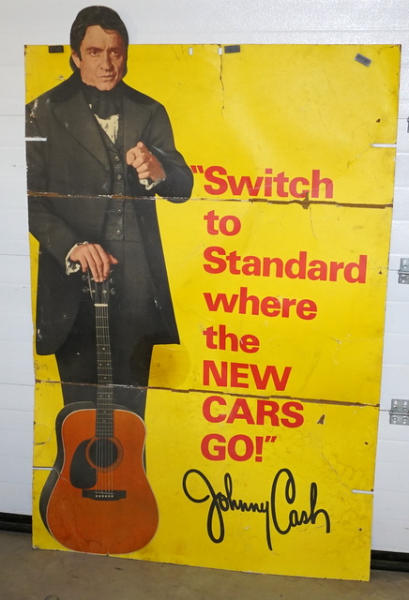 "Switch
to
Standard
where
the
NEW
CARS
GO!"
Johnny Cash